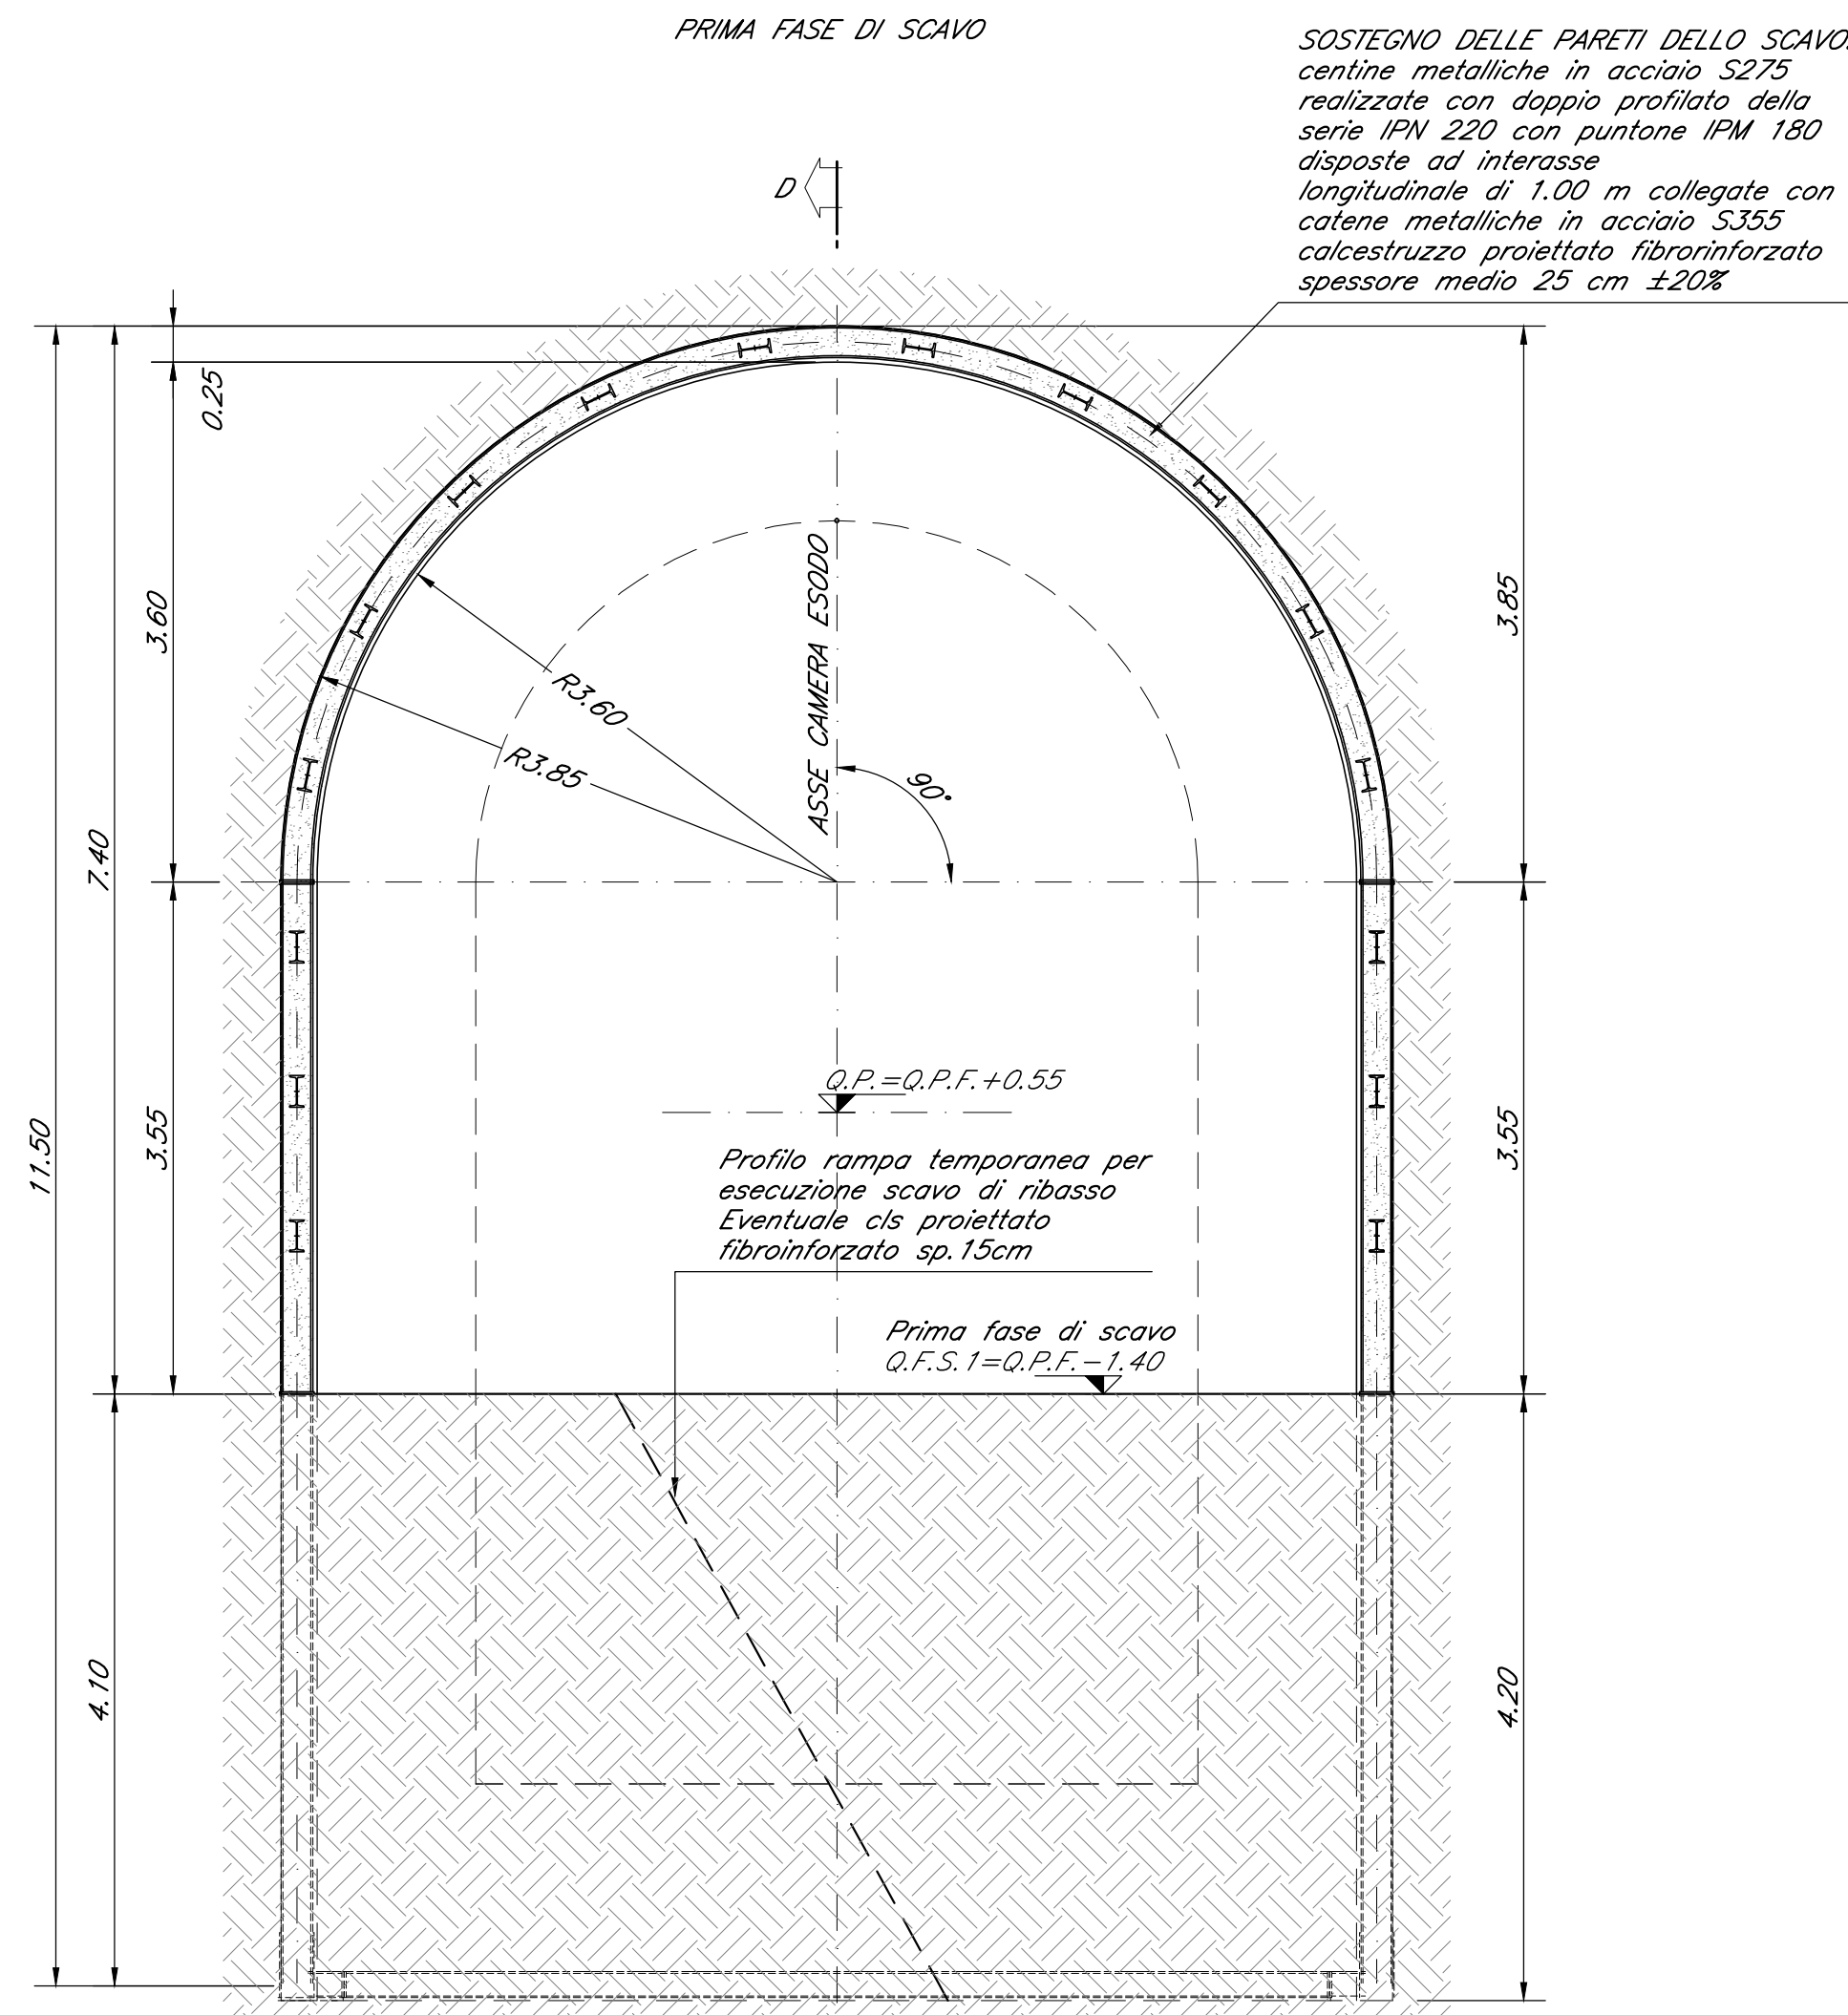 PRIMA FASE DI SCAVO
SOSTEGNO DELLE PARETI DELLO SCAVO:
centine metalliche in acciaio S275
realizzate con doppio profilato della
serie IPN 220 con puntone IPM 180
disposte ad interasse
longitudinale di 1.00 m collegate con
catene metalliche in acciaio S355
calcestruzzo proiettato fibrorinforzato
spessore medio 25 cm ±20%
D
0.25
3.60
3.85
7.40
R3.60
R3.85
ASSE CAMERA ESODO
90°
11.50
3.55
3.55
Q.P.=Q.P.F.+0.55
Profilo rampa temporanea per
esecuzione scavo di ribasso
Eventuale cls proiettato
fibroinforzato sp.15cm
Prima fase di scavo
Q.F.S.1=Q.P.F.-1.40
4.10
4.20